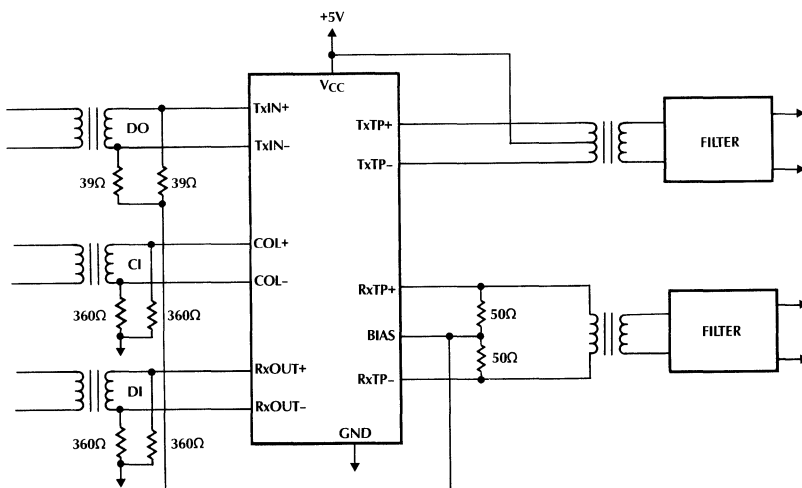 +5V
VCC
TxIN+
DO
TxIN−
39Ω
39Ω
TxTP+
TxTP−
FILTER
COL+
CI
COL−
360Ω
360Ω
RxTP+
50Ω
BIAS
50Ω
RxTP−
FILTER
RxOUT+
DI
RxOUT−
360Ω
360Ω
GND